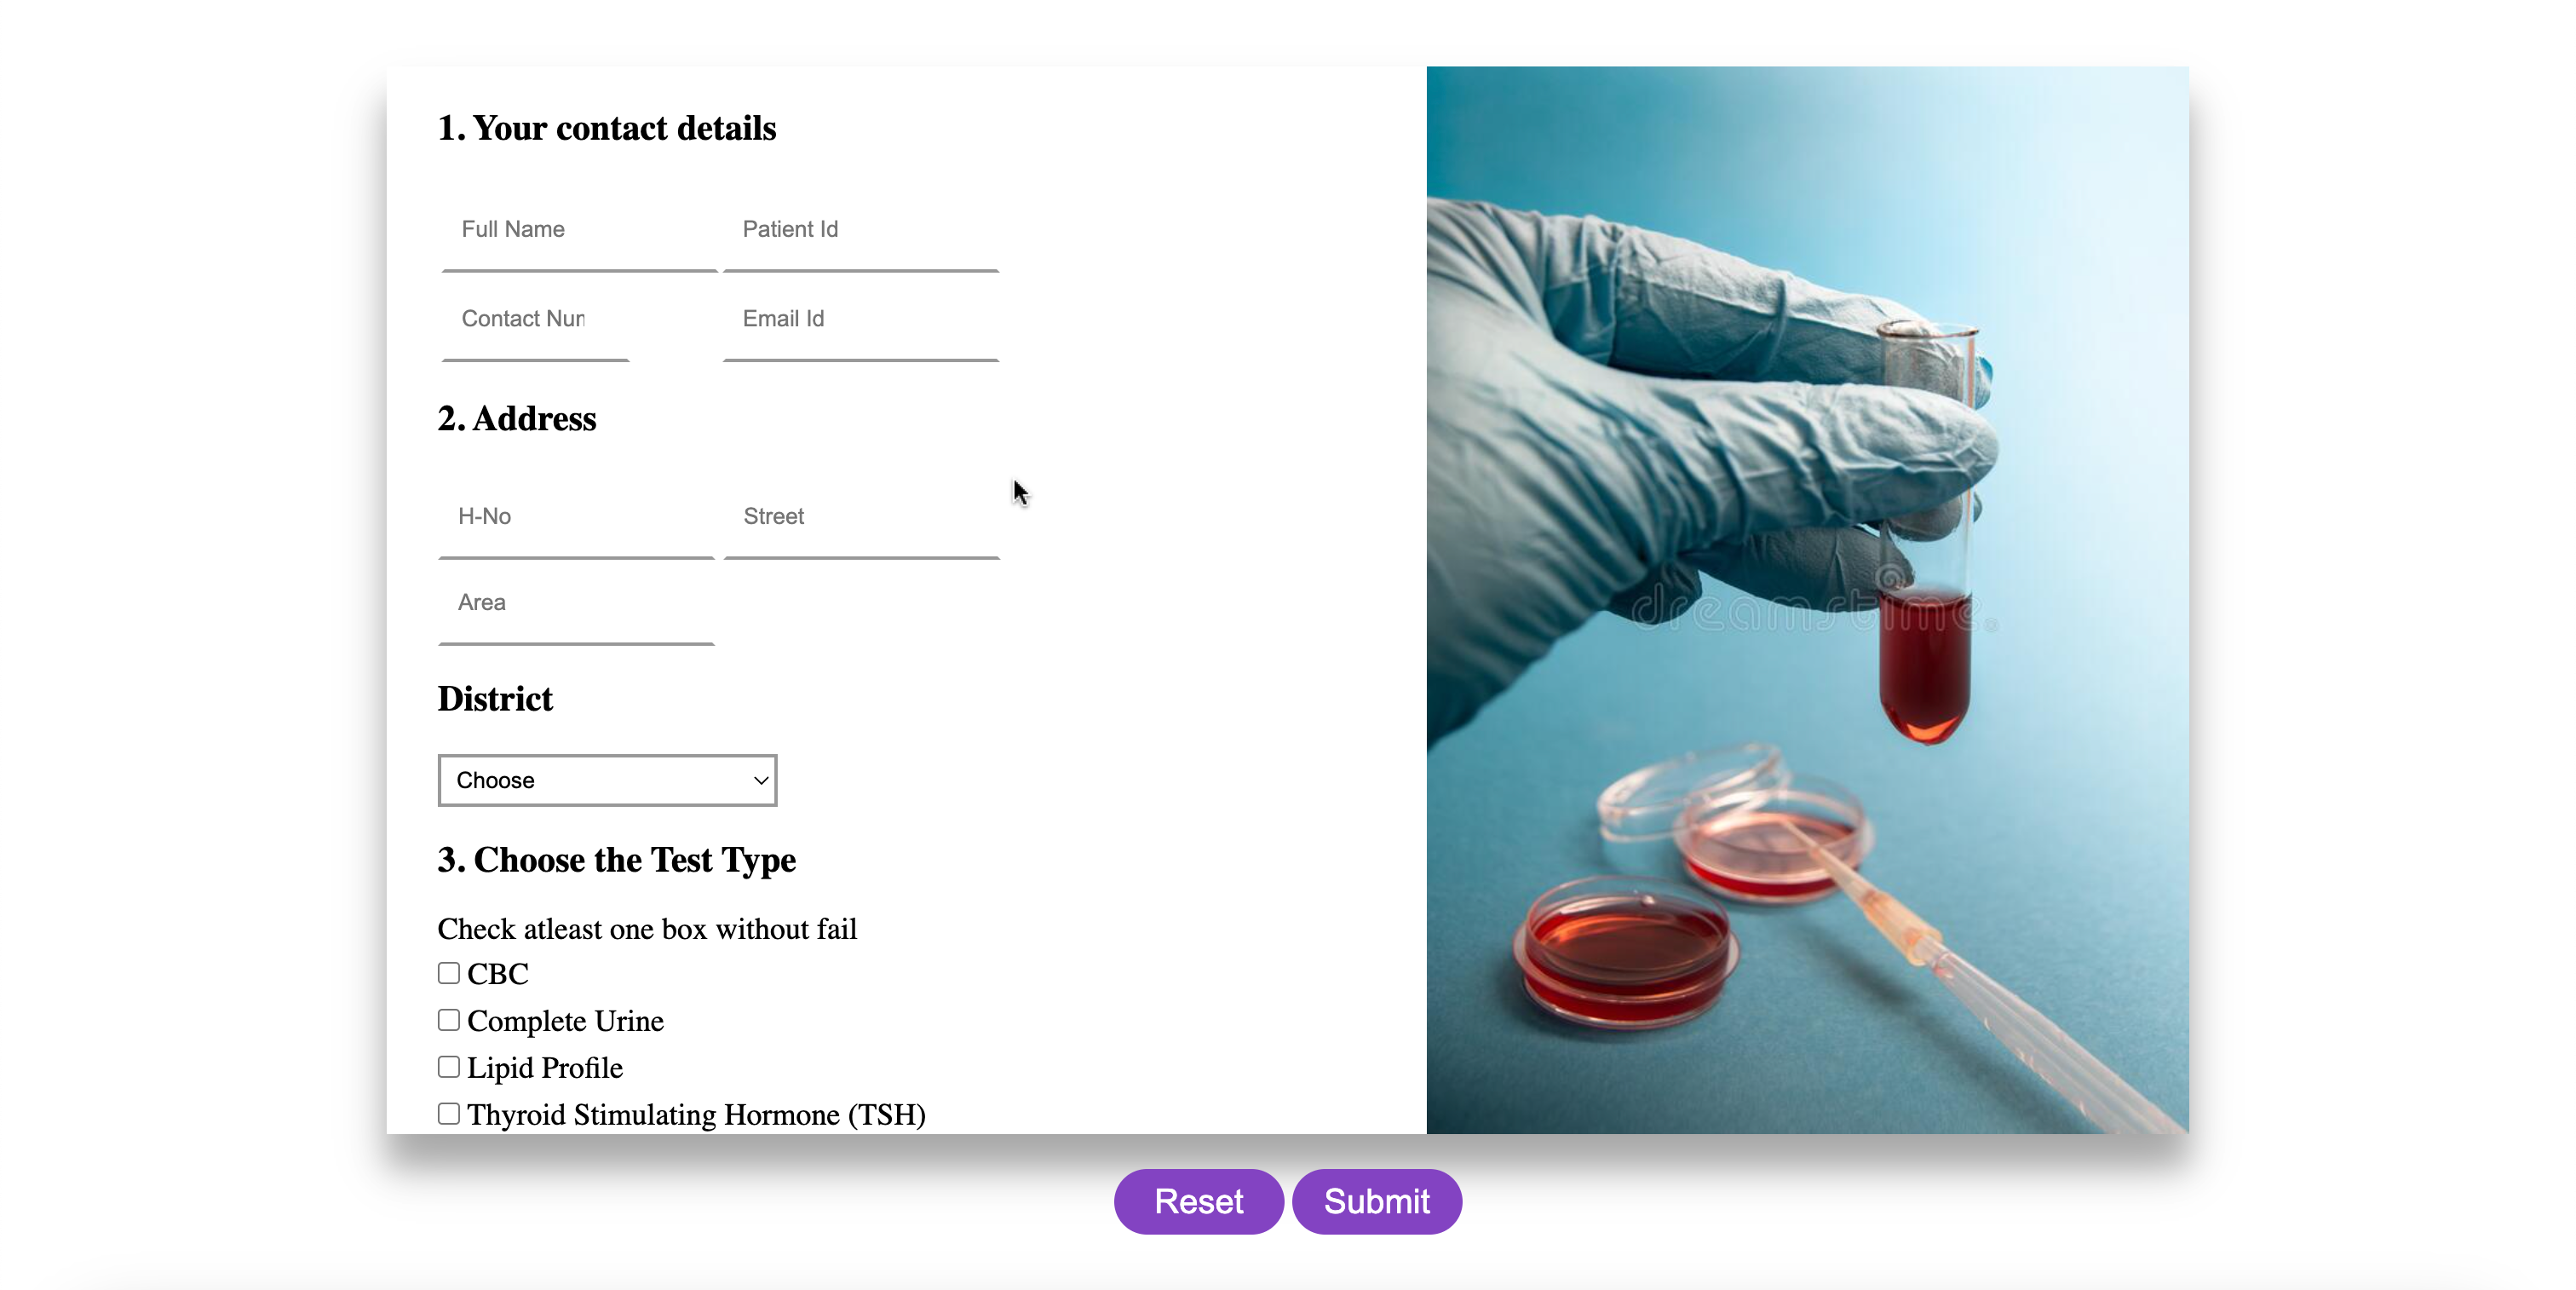 1. Your contact details
Full Name Patient Id
Contact Nur Email Id
2. Address
H-No Street
Area
District
Choose
3. Choose the Test Type
Check atleast one box without fail
CBC
Complete Urine
Lipid Profile
Thyroid Stimulating Hormone (TSH)
dreamstime®
Reset Submit